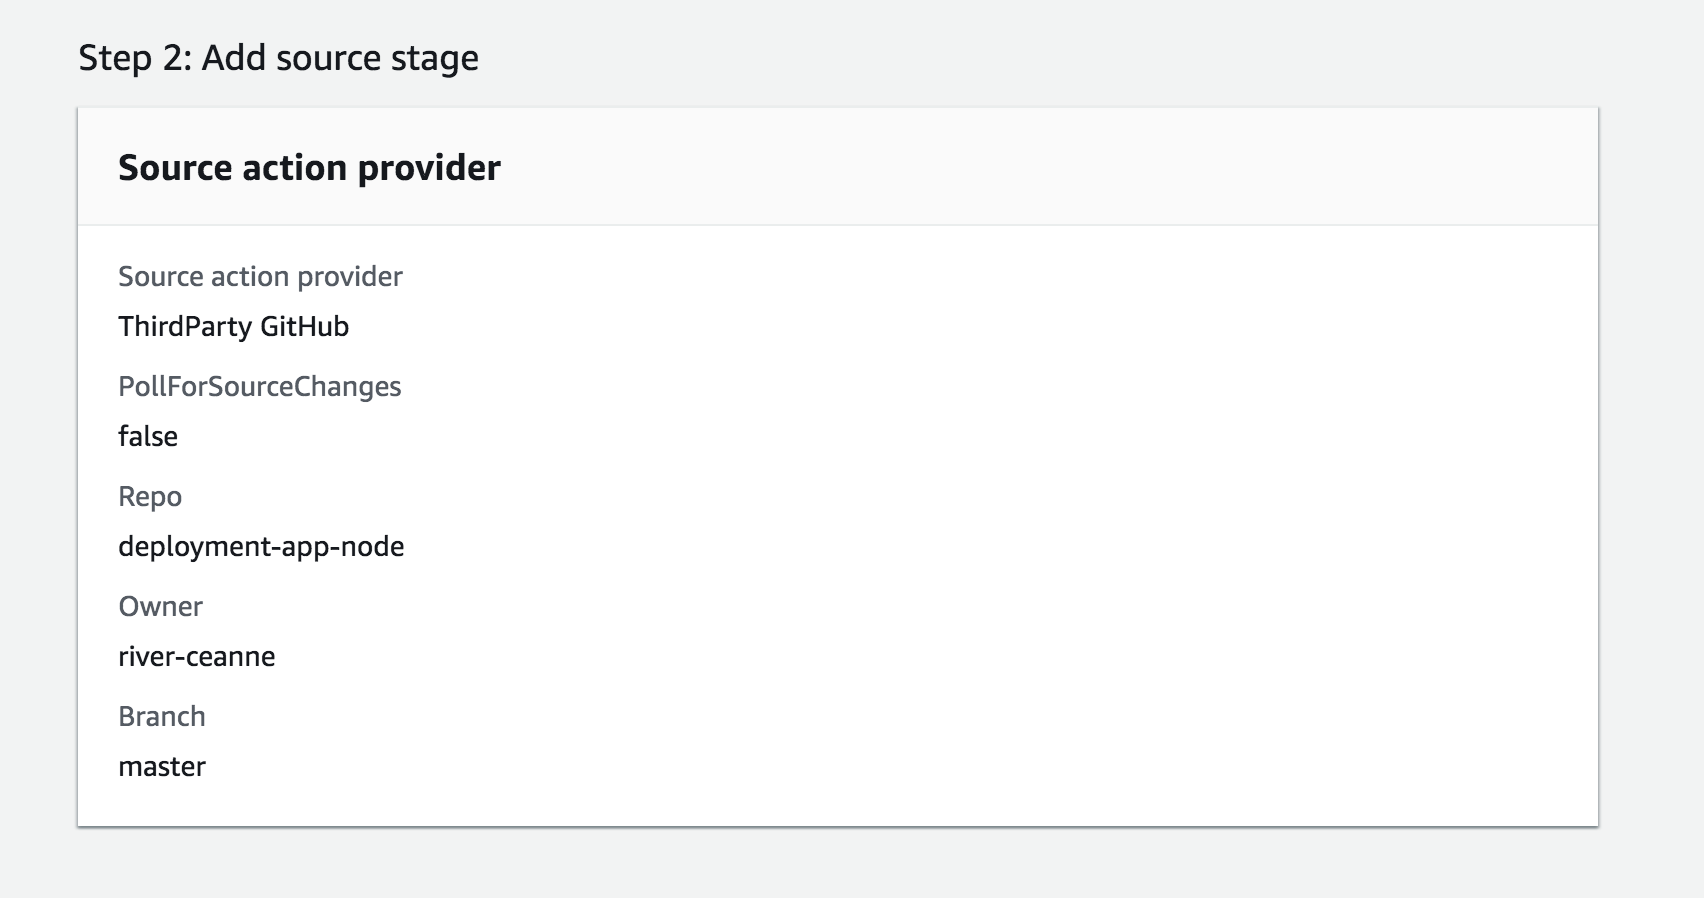 Step 2: Add source stage
Source action provider
Source action provider
ThirdParty GitHub
PollForSourceChanges
false
Repo
deployment-app-node
Owner
river-ceanne
Branch
master